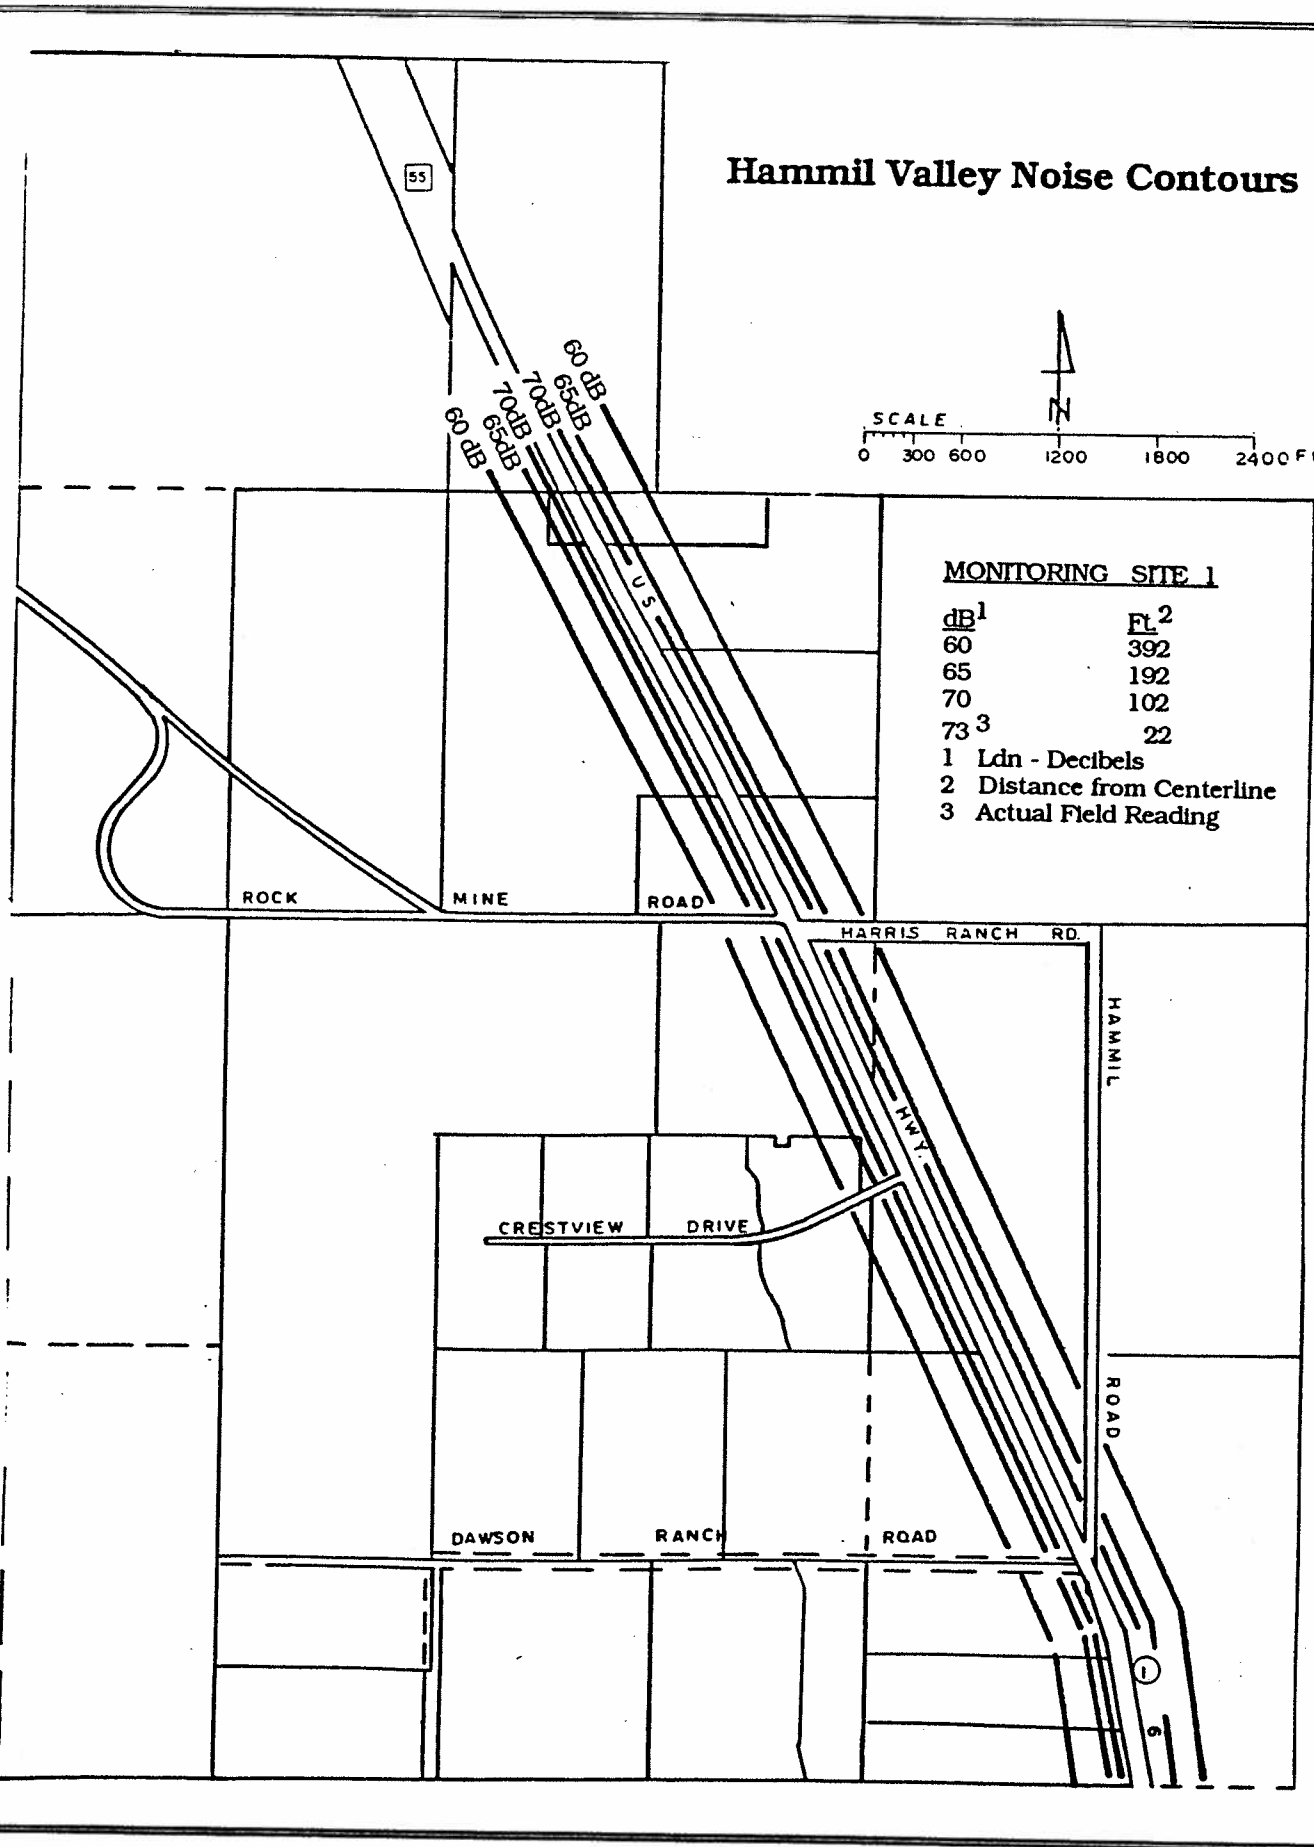 Hammil Valley Noise Contours
55
N
SCALE
0 300 600 1200 1800 2400 Ft
60 dB
65dB
70dB
70dB
65dB
60 dB
MONITORING SITE 1
dB1 Ft.2
60 392
65 192
70 102
73 3 22
1 Ldn - Decibels
2 Distance from Centerline
3 Actual Field Reading
US
ROCK MINE ROAD
HARRIS RANCH RD.
HAMMIL
HWY.
CRESTVIEW DRIVE
ROAD
DAWSON RANCH ROAD
1
6